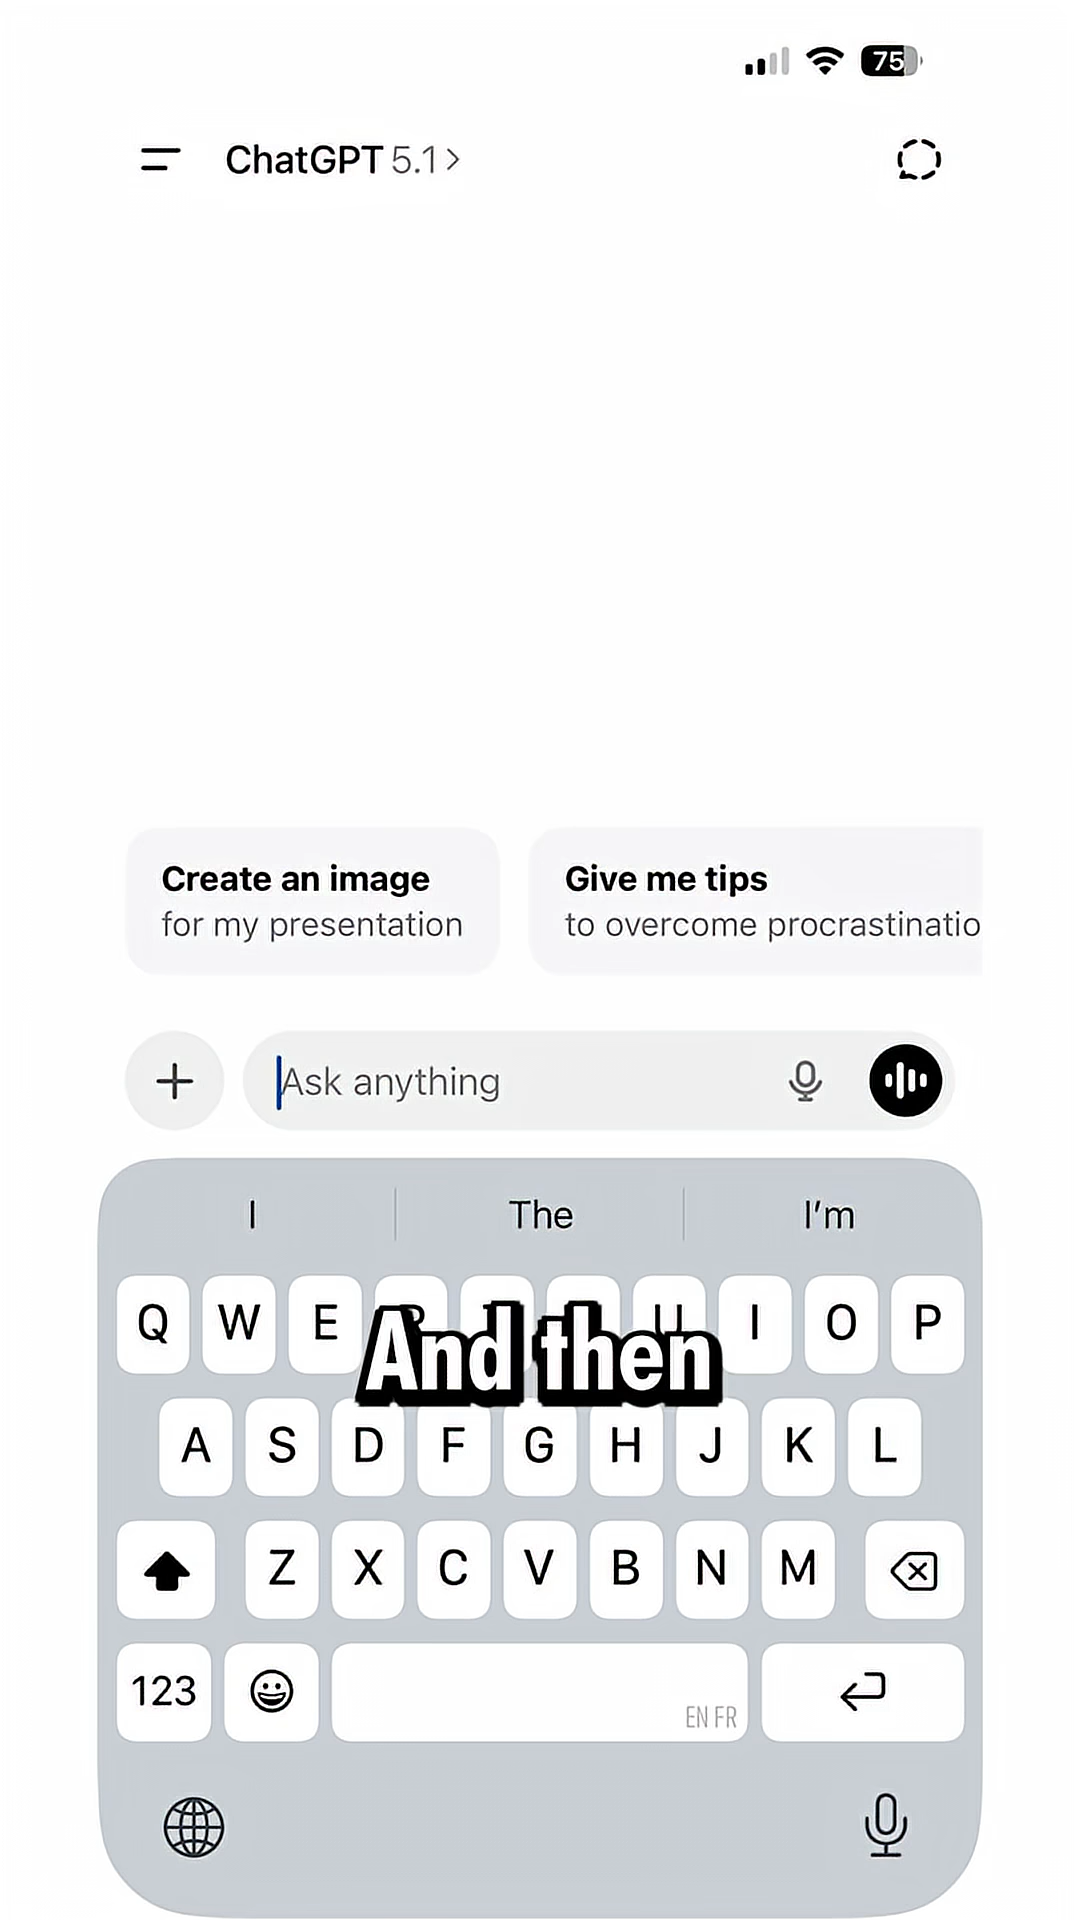 75
ChatGPT 5.1 >
Create an image
for my presentation
Give me tips
to overcome procrastinatio
Ask anything
I The I'm
Q W E U I O P
And then
A S D F G H J K L
Z X C V B N M
123
EN FR